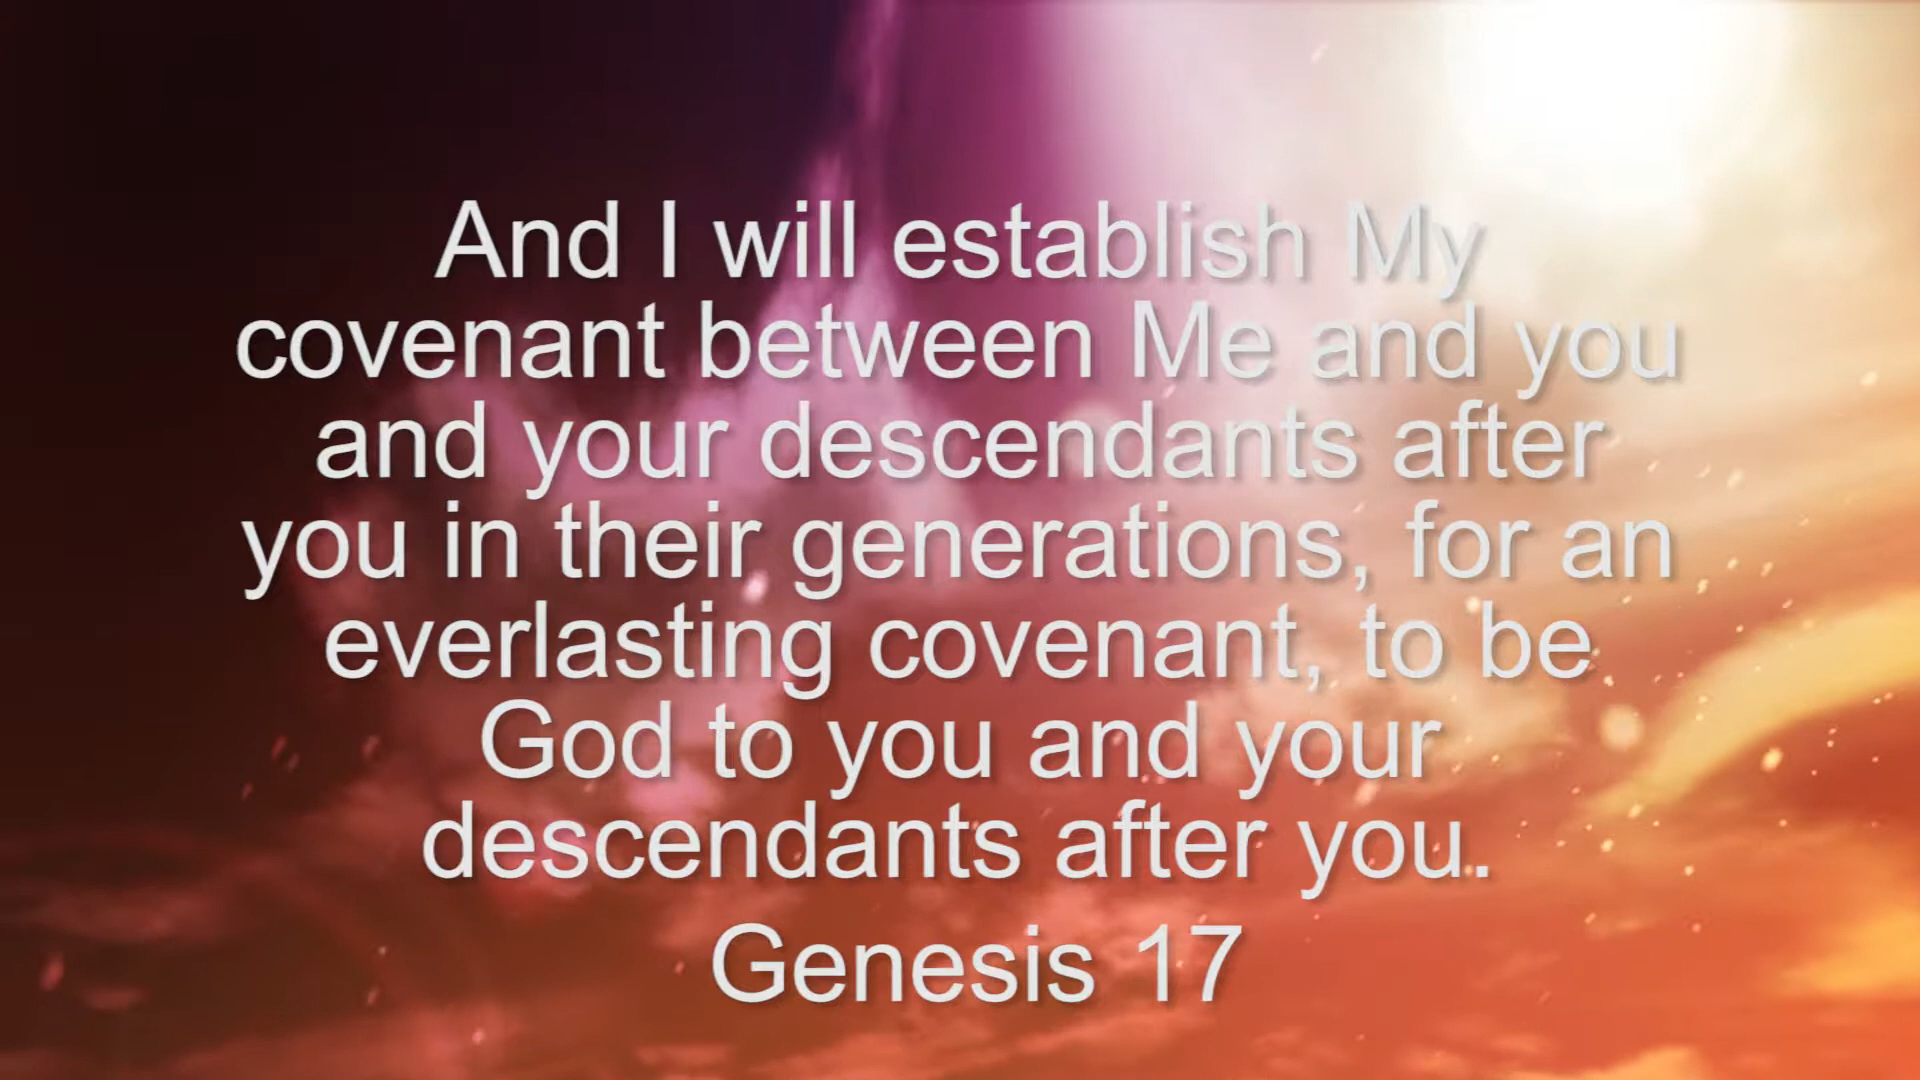 And I will establish My
covenant between Me and you
and your descendants after
you in their generations, for an
everlasting covenant, to be
God to you and your
descendants after you.
Genesis 17